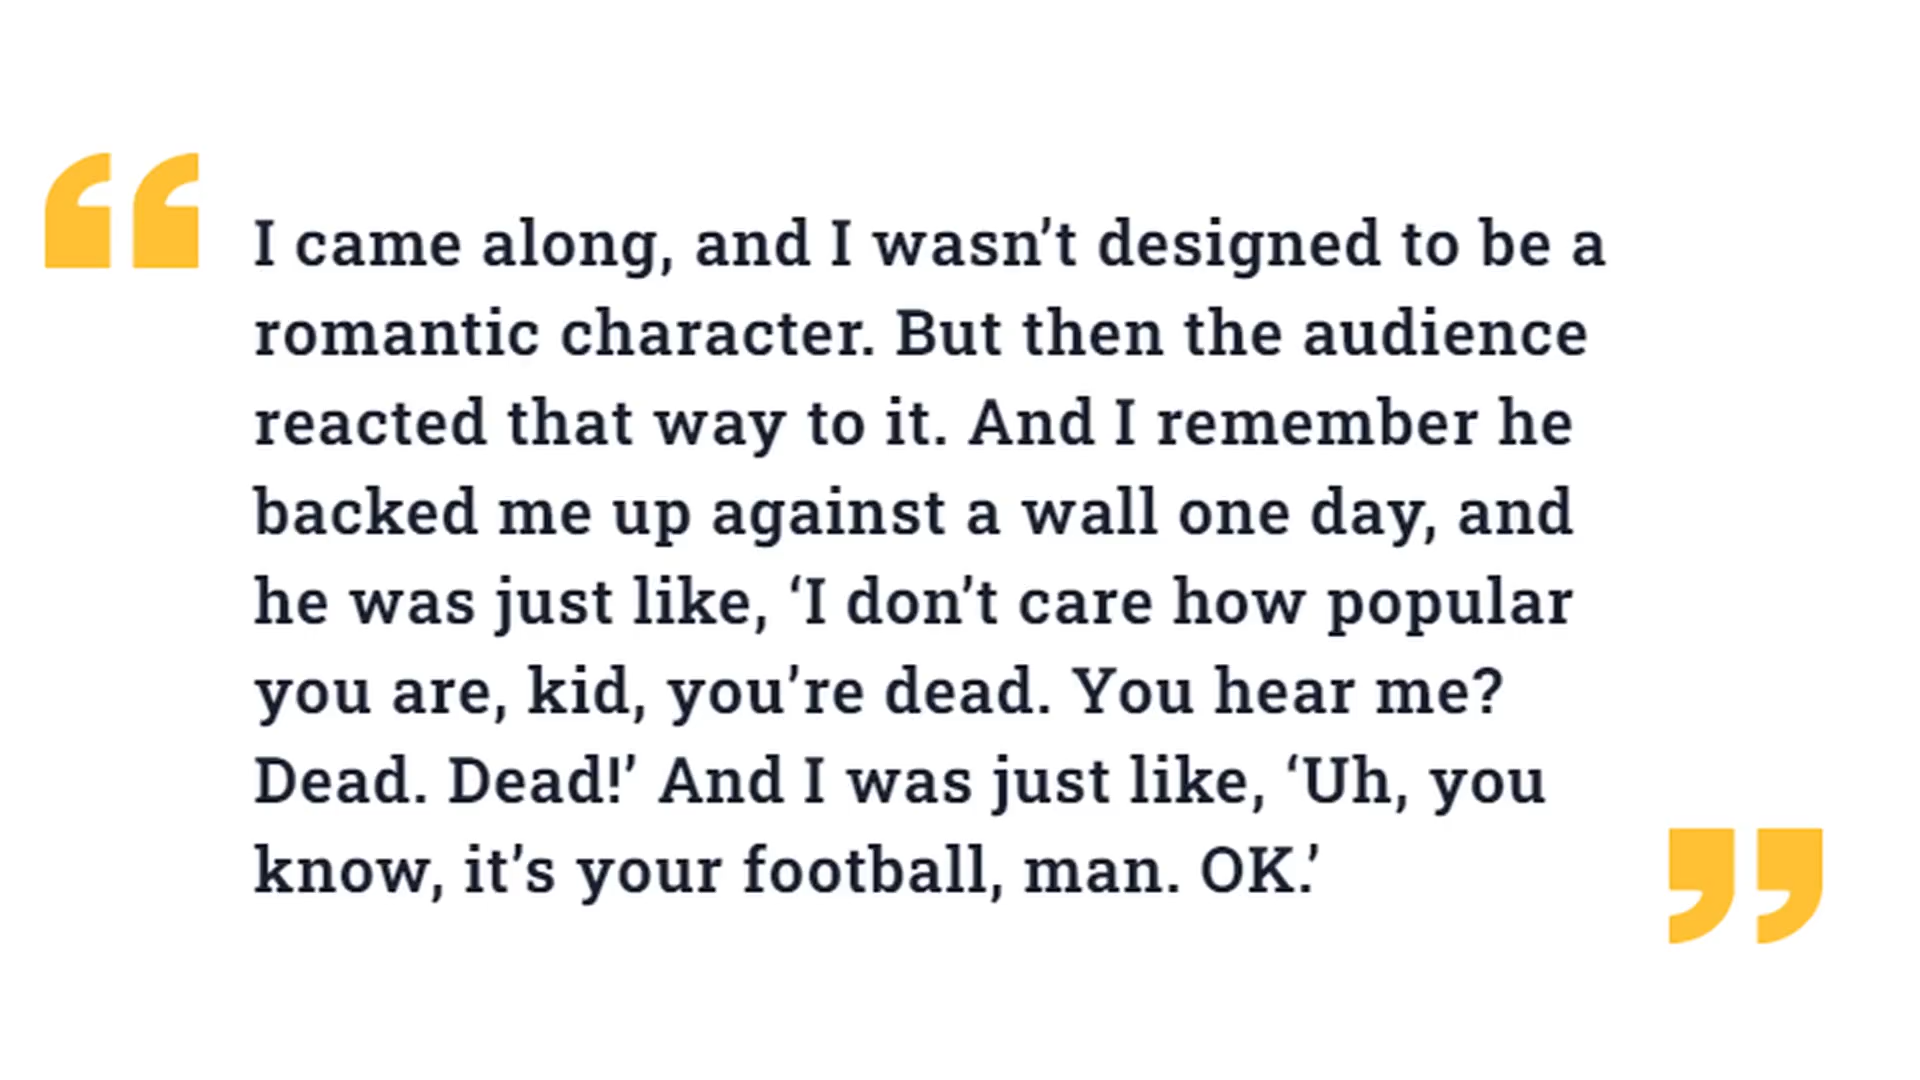 “
I came along, and I wasn’t designed to be a
romantic character. But then the audience
reacted that way to it. And I remember he
backed me up against a wall one day, and
he was just like, ‘I don’t care how popular
you are, kid, you’re dead. You hear me?
Dead. Dead!’ And I was just like, ‘Uh, you
know, it’s your football, man. OK.’
”